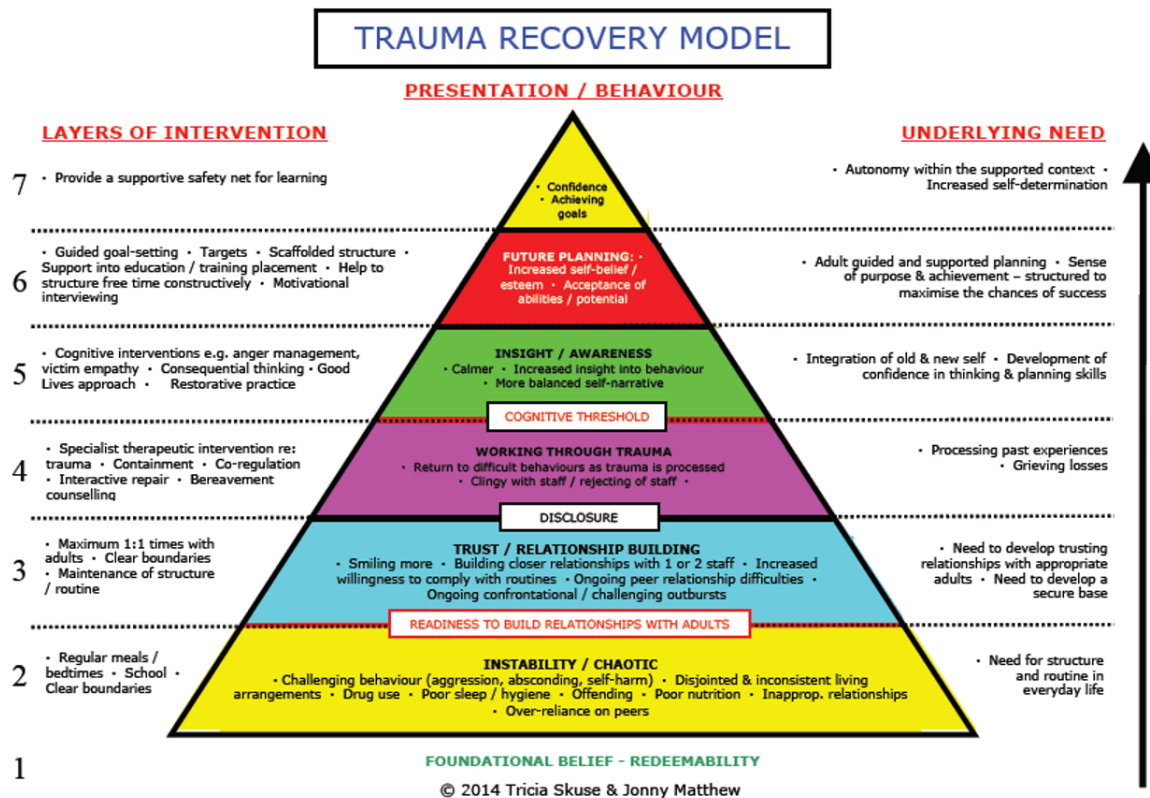 TRAUMA RECOVERY MODEL
PRESENTATION / BEHAVIOUR
LAYERS OF INTERVENTION
UNDERLYING NEED
7
• Provide a supportive safety net for learning
• Confidence
• Achieving
goals
• Autonomy within the supported context •
Increased self-determination
6
• Guided goal-setting • Targets • Scaffolded structure •
Support into education / training placement • Help to
structure free time constructively • Motivational
interviewing
FUTURE PLANNING: •
Increased self-belief /
esteem • Acceptance of
abilities / potential
• Adult guided and supported planning • Sense
of purpose & achievement – structured to
maximise the chances of success
5
• Cognitive interventions e.g. anger management,
victim empathy • Consequential thinking • Good
Lives approach • Restorative practice
INSIGHT / AWARENESS
• Calmer • Increased insight into behaviour
• More balanced self-narrative
• Integration of old & new self • Development of
confidence in thinking & planning skills
COGNITIVE THRESHOLD
4
• Specialist therapeutic intervention re:
trauma • Containment • Co-regulation
• Interactive repair • Bereavement
counselling
WORKING THROUGH TRAUMA
• Return to difficult behaviours as trauma is processed
• Clingy with staff / rejecting of staff •
• Processing past experiences
• Grieving losses
DISCLOSURE
3
• Maximum 1:1 times with
adults • Clear boundaries
• Maintenance of structure
/ routine
TRUST / RELATIONSHIP BUILDING
• Smiling more • Building closer relationships with 1 or 2 staff • Increased
willingness to comply with routines • Ongoing peer relationship difficulties •
Ongoing confrontational / challenging outbursts
• Need to develop trusting
relationships with appropriate
adults • Need to develop a
secure base
READINESS TO BUILD RELATIONSHIPS WITH ADULTS
2
• Regular meals /
bedtimes • School •
Clear boundaries
INSTABILITY / CHAOTIC
• Challenging behaviour (aggression, absconding, self-harm) • Disjointed & inconsistent living
arrangements • Drug use • Poor sleep / hygiene • Offending • Poor nutrition • Inapprop. relationships
• Over-reliance on peers
• Need for structure
and routine in
everyday life
1
FOUNDATIONAL BELIEF - REDEEMABILITY
© 2014 Tricia Skuse & Jonny Matthew